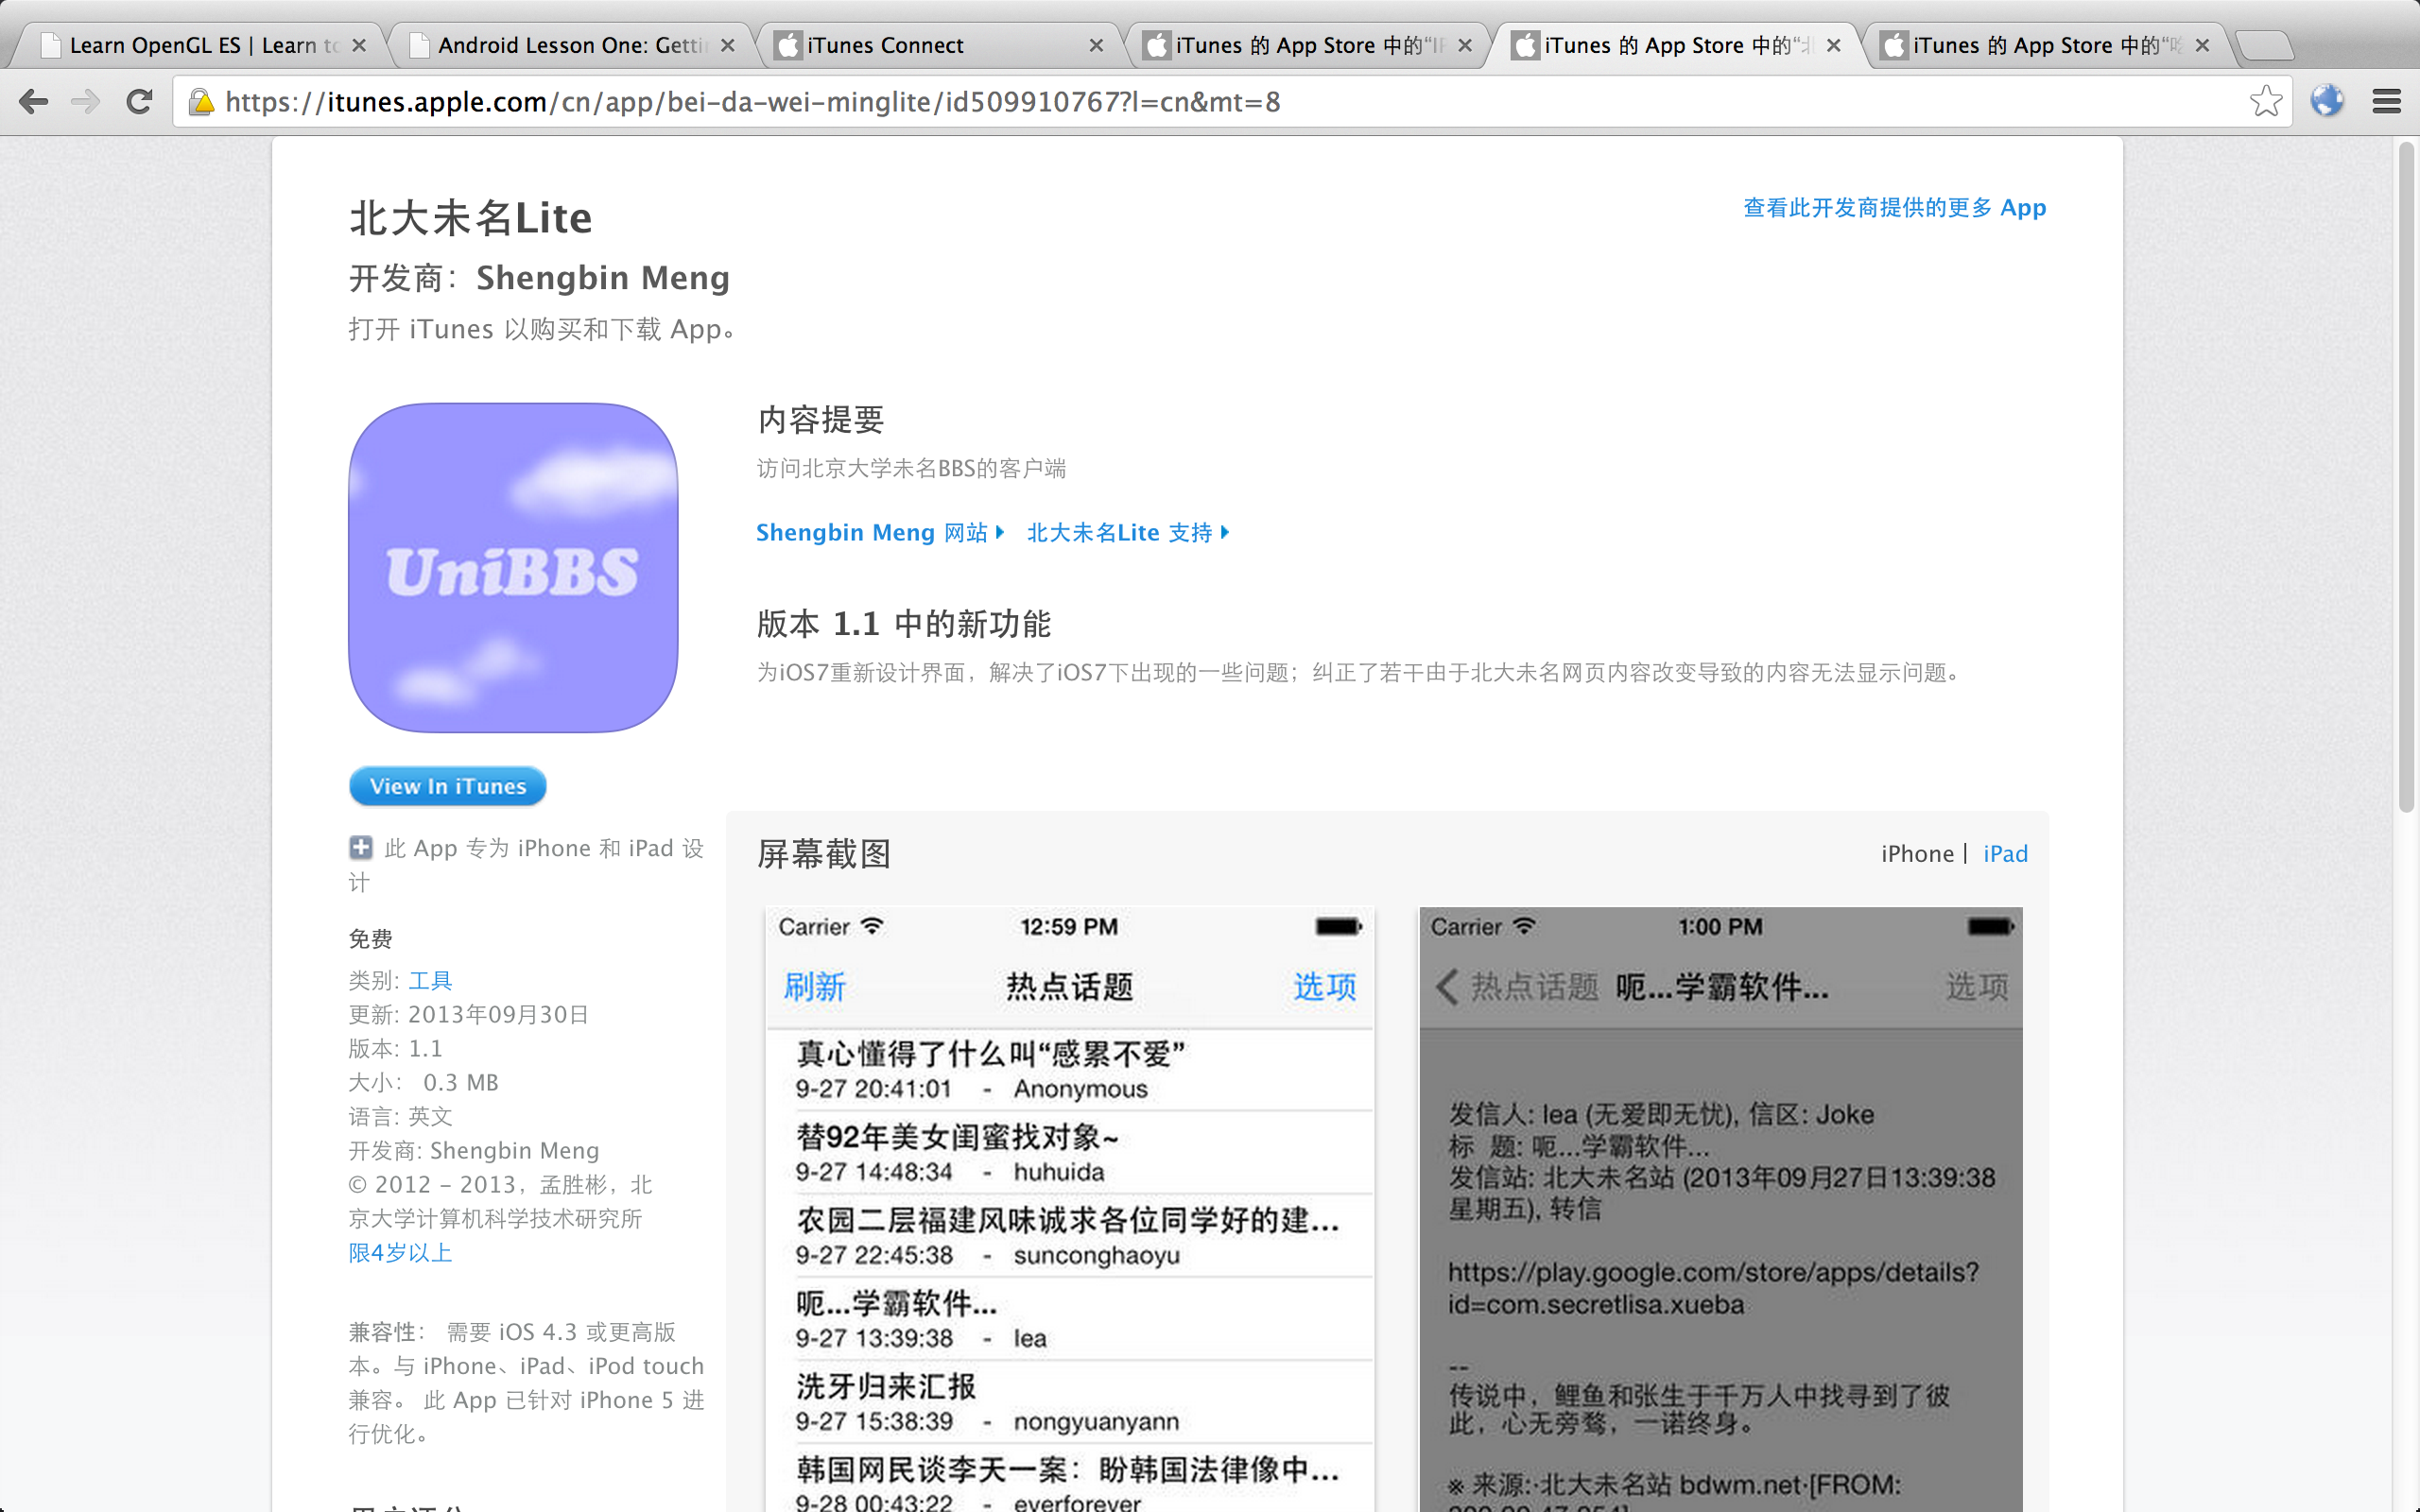 Learn OpenGL ES | Learn to
Android Lesson One: Getti
iTunes Connect
iTunes 的 App Store 中的“IP
iTunes 的 App Store 中的“北
iTunes 的 App Store 中的“吃
https://itunes.apple.com/cn/app/bei-da-wei-minglite/id509910767?l=cn&mt=8
北大未名Lite
查看此开发商提供的更多 App
开发商：Shengbin Meng
打开 iTunes 以购买和下载 App。
UniBBS
内容提要
访问北京大学未名BBS的客户端
Shengbin Meng 网站
北大未名Lite 支持
版本 1.1 中的新功能
为iOS7重新设计界面，解决了iOS7下出现的一些问题；纠正了若干由于北大未名网页内容改变导致的内容无法显示问题。
View In iTunes
此 App 专为 iPhone 和 iPad 设
计
免费
类别: 工具
更新: 2013年09月30日
版本: 1.1
大小： 0.3 MB
语言: 英文
开发商: Shengbin Meng
© 2012 – 2013，孟胜彬，北
京大学计算机科学技术研究所
限4岁以上
兼容性： 需要 iOS 4.3 或更高版
本。与 iPhone、iPad、iPod touch
兼容。 此 App 已针对 iPhone 5 进
行优化。
屏幕截图
iPhone | iPad
Carrier 12:59 PM
刷新 热点话题 选项
真心懂得了什么叫“感累不爱”
9-27 20:41:01 - Anonymous
替92年美女闺蜜找对象~
9-27 14:48:34 - huhuida
农园二层福建风味诚求各位同学好的建...
9-27 22:45:38 - sunconghaoyu
呃...学霸软件...
9-27 13:39:38 - lea
洗牙归来汇报
9-27 15:38:39 - nongyuanyann
韩国网民谈李天一案：盼韩国法律像中...
9-28 00:43:22 - everforever
Carrier 1:00 PM
热点话题 呃...学霸软件... 选项
发信人: lea (无爱即无忧), 信区: Joke
标 题: 呃...学霸软件...
发信站: 北大未名站 (2013年09月27日13:39:38
星期五), 转信
https://play.google.com/store/apps/details?
id=com.secretlisa.xueba
--
传说中，鲤鱼和张生于千万人中找寻到了彼
此，心无旁骛，一诺终身。
※ 来源:·北大未名站 bdwm.net·[FROM: